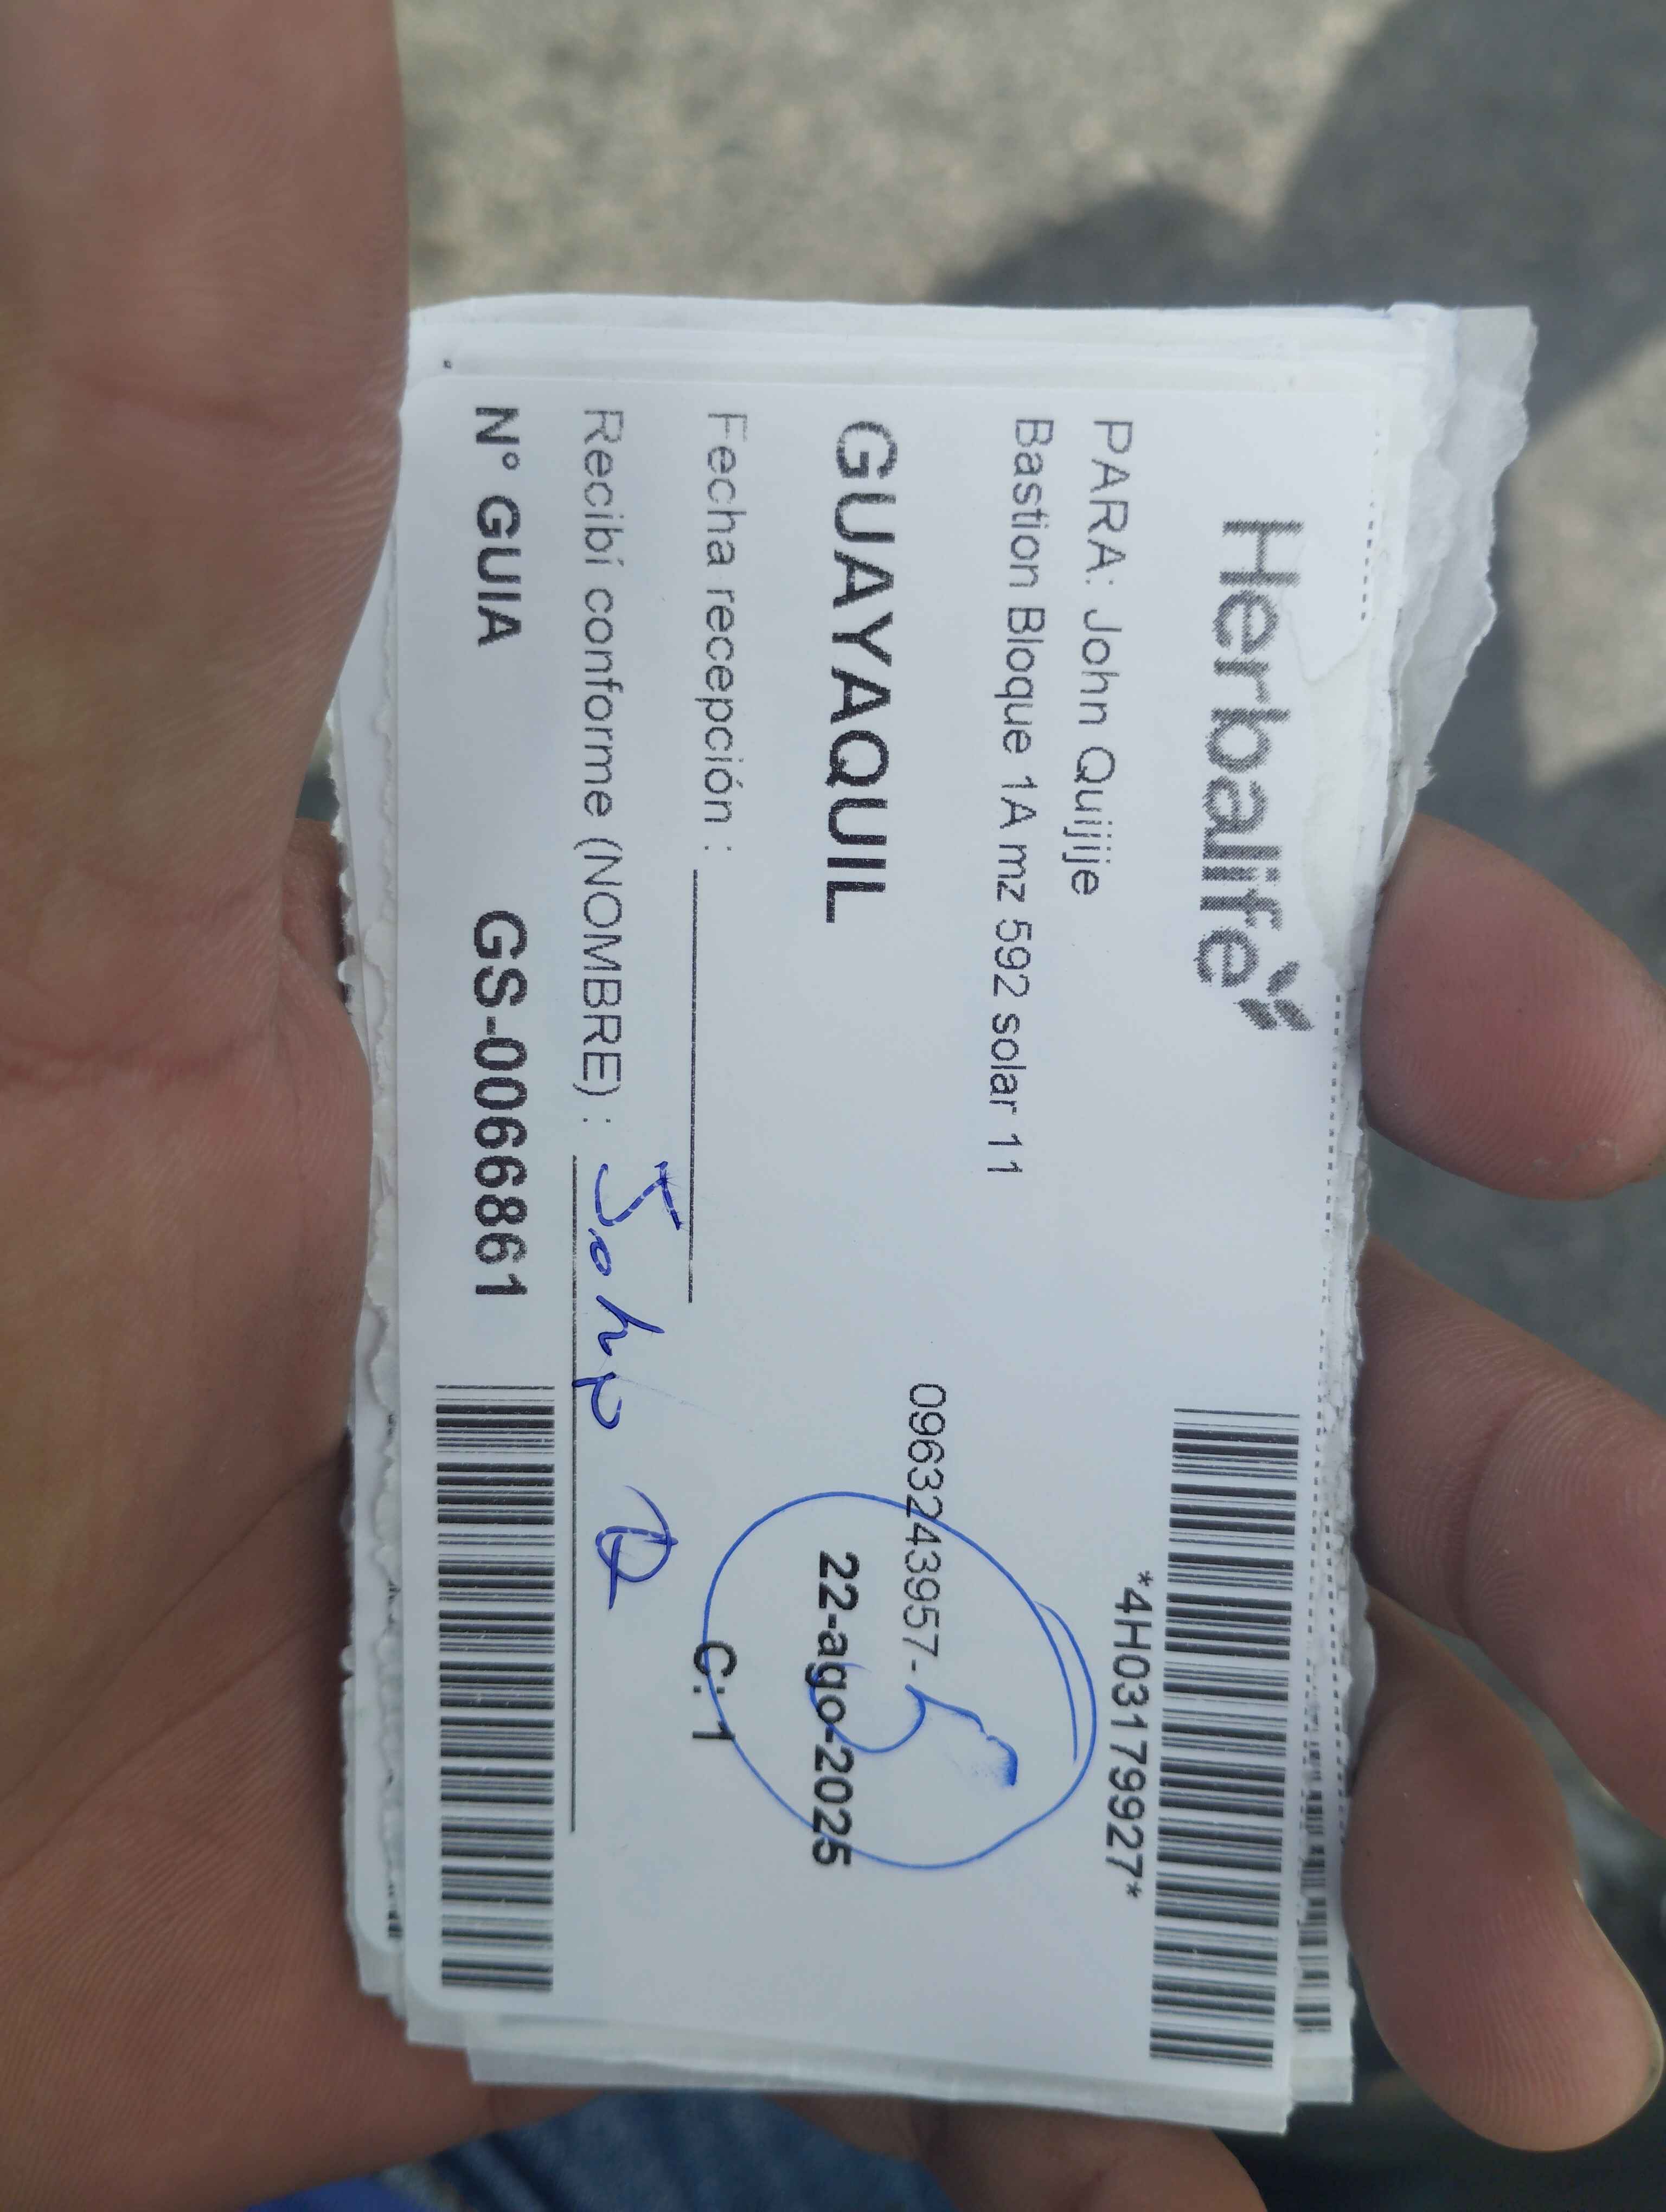 Herbalife
*4H03179927*
PARA: John Quijije
Bastion Bloque 1A mz 592 solar 11
0963243957-
GUAYAQUIL
22-ago-2025
Fecha recepción :
C: 1
Recibí conforme (NOMBRE) : John Q
N° GUIA GS-0066861